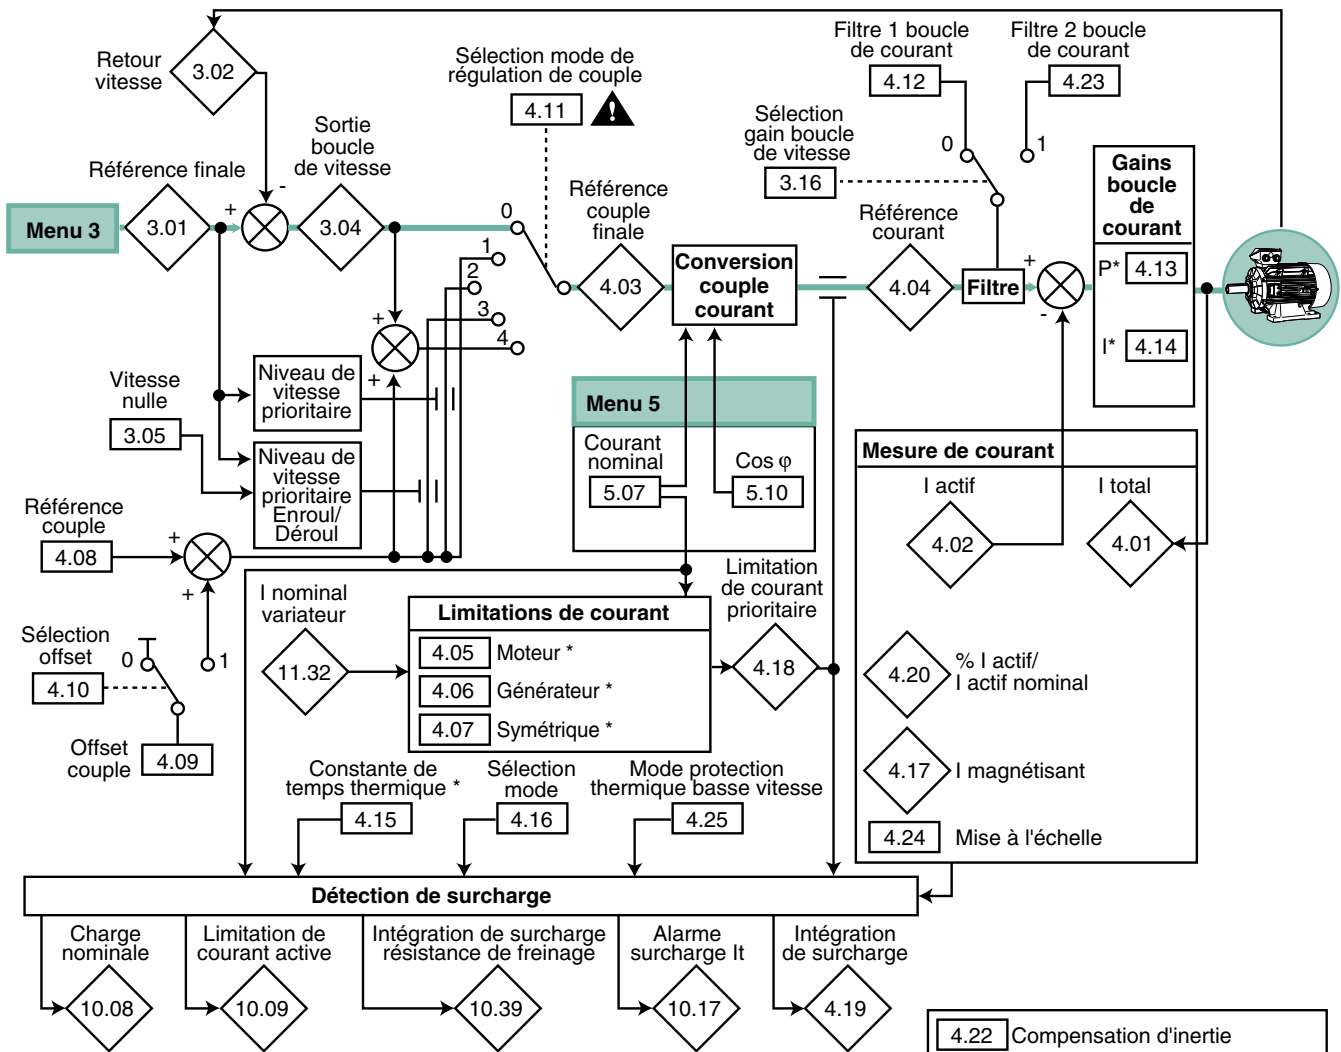 Retour
vitesse
3.02
Sélection mode de
régulation de couple
4.11
Filtre 1 boucle
de courant
4.12
Filtre 2 boucle
de courant
4.23
Sélection
gain boucle
de vitesse
3.16
0
1
Référence finale
Sortie
boucle
de vitesse
Menu 3
3.01
+
-
3.04
0
1
2
3
4
Référence
couple
finale
4.03
Conversion
couple
courant
Référence
courant
4.04
Filtre
+
-
Gains
boucle
de
courant
P* 4.13
I* 4.14
+
+
Vitesse
nulle
3.05
Niveau de
vitesse
prioritaire
Niveau de
vitesse
prioritaire
Enroul/
Déroul
Menu 5
Courant
nominal
5.07
Cos φ
5.10
Référence
couple
4.08
+
+
Sélection
offset
4.10
0
1
Offset
couple
4.09
I nominal
variateur
11.32
Limitations de courant
4.05 Moteur *
4.06 Générateur *
4.07 Symétrique *
Limitation
de courant
prioritaire
4.18
Mesure de courant
I actif
4.02
I total
4.01
4.20
% I actif/
I actif nominal
4.17 I magnétisant
4.24 Mise à l'échelle
Constante de
temps thermique *
4.15
Sélection
mode
4.16
Mode protection
thermique basse vitesse
4.25
Détection de surcharge
Charge
nominale
10.08
Limitation de
courant active
10.09
Intégration de surcharge
résistance de freinage
10.39
Alarme
surcharge It
10.17
Intégration
de surcharge
4.19
4.22 Compensation d'inertie